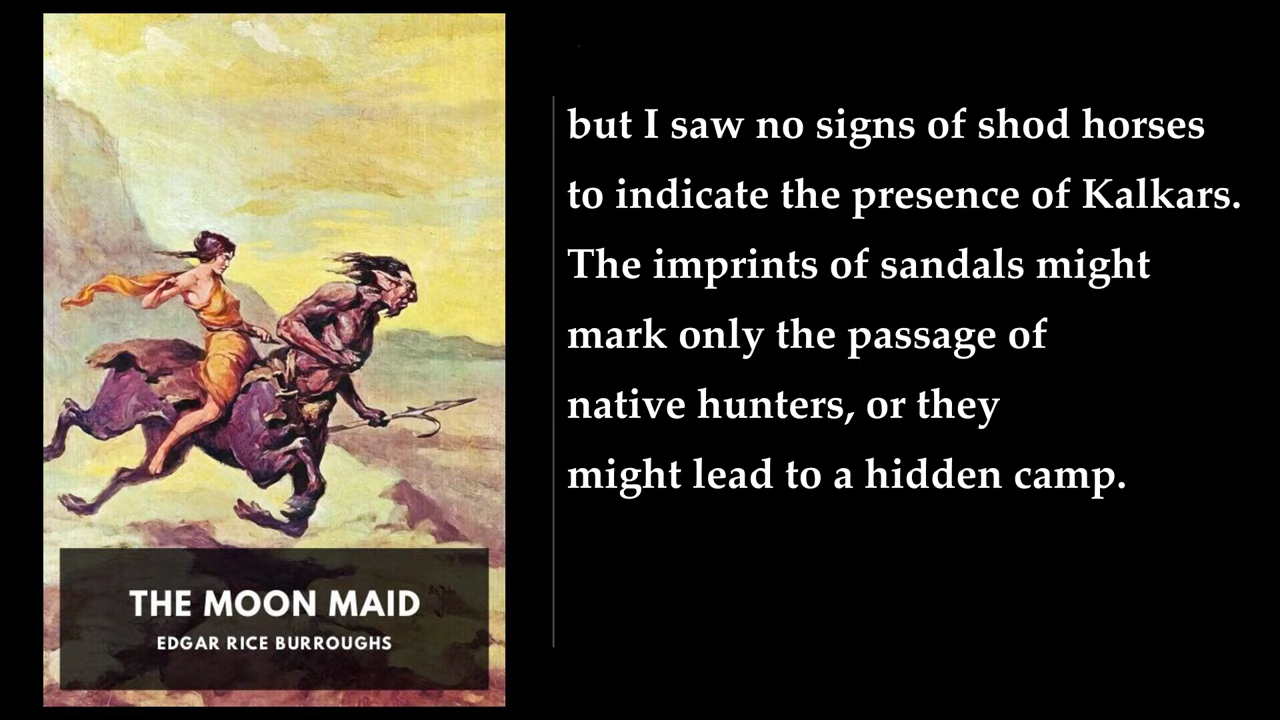 but I saw no signs of shod horses
to indicate the presence of Kalkars.
The imprints of sandals might
mark only the passage of
native hunters, or they
might lead to a hidden camp.
THE MOON MAID
EDGAR RICE BURROUGHS